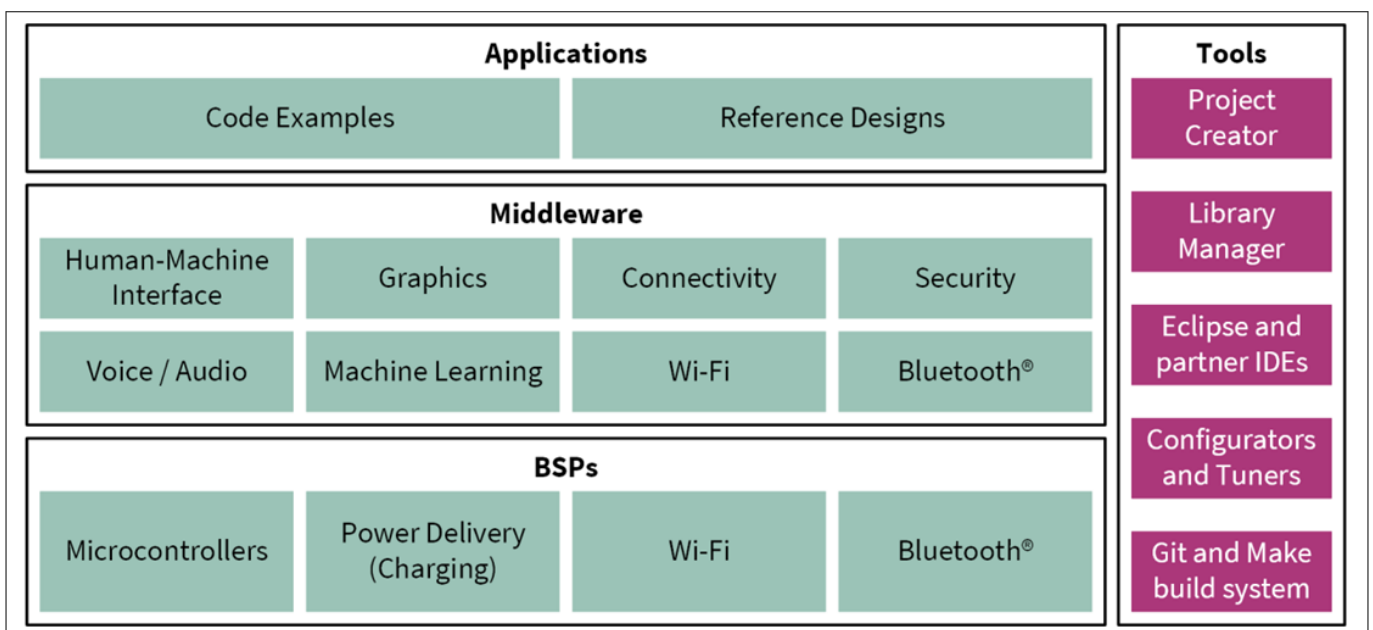 Applications
Code Examples
Reference Designs
Middleware
Human-Machine
Interface
Graphics
Connectivity
Security
Voice / Audio
Machine Learning
Wi-Fi
Bluetooth®
BSPs
Microcontrollers
Power Delivery
(Charging)
Wi-Fi
Bluetooth®
Tools
Project
Creator
Library
Manager
Eclipse and
partner IDEs
Configurators
and Tuners
Git and Make
build system